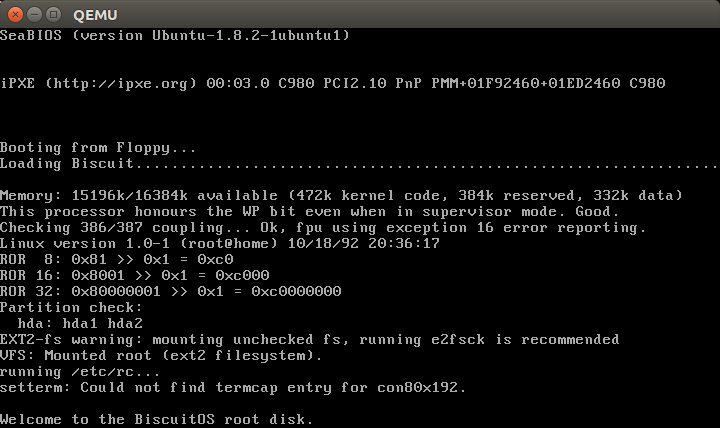 QEMU
SeaBIOS (version Ubuntu-1.8.2-1ubuntu1)
iPXE (http://ipxe.org) 00:03.0 C980 PCI2.10 PnP PMM+01F92460+01ED2460 C980
Booting from Floppy...
Loading Biscuit.........................................................................
Memory: 15196k/16384k available (472k kernel code, 384k reserved, 332k data)
This processor honours the WP bit even when in supervisor mode. Good.
Checking 386/387 coupling... Ok, fpu using exception 16 error reporting.
Linux version 1.0-1 (root@home) 10/18/92 20:36:17
ROR  8: 0x81 >> 0x1 = 0xc0
ROR 16: 0x8001 >> 0x1 = 0xc000
ROR 32: 0x80000001 >> 0x1 = 0xc0000000
Partition check:
  hda: hda1 hda2
EXT2-fs warning: mounting unchecked fs, running e2fsck is recommended
VFS: Mounted root (ext2 filesystem).
running /etc/rc...
setterm: Could not find termcap entry for con80x192.
Welcome to the BiscuitOS root disk.